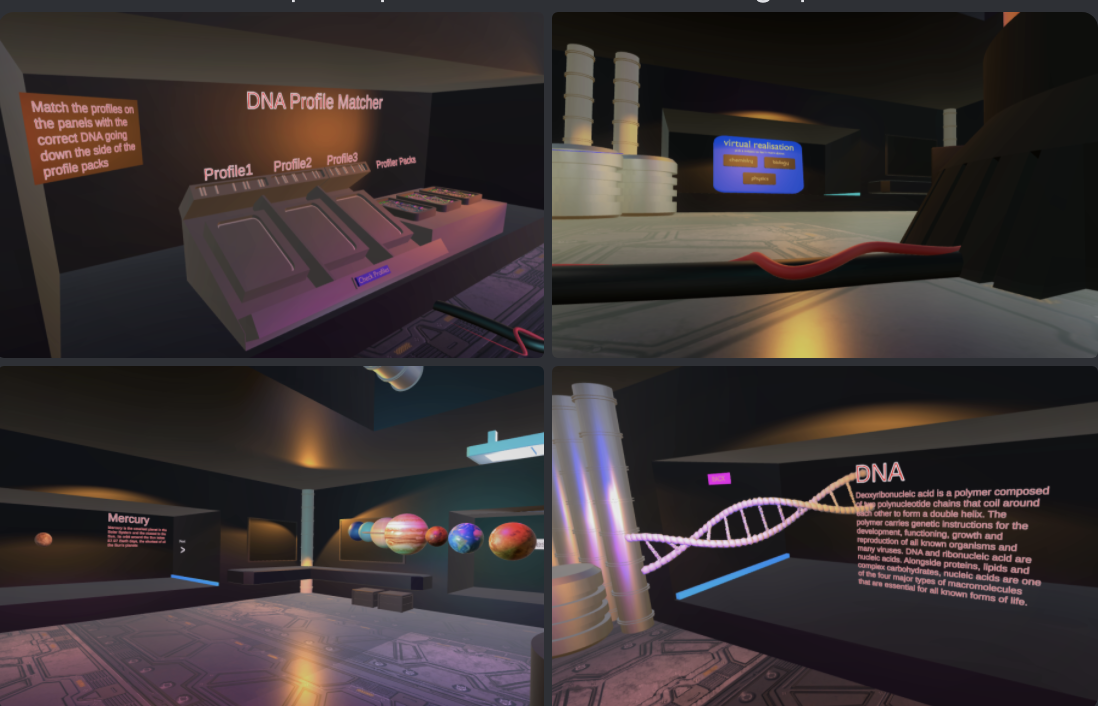 Match the profiles on
the panels with the
correct DNA going
down the side of the
profile packs
DNA Profile Matcher
Profile1
Profile2
Profile3
Profiler Packs
Check Profiles
virtual realisation
chemistry
biology
physics
Mercury
>
BACK
DNA
Deoxyribonucleic acid is a polymer composed
of two polynucleotide chains that coil around
each other to form a double helix. The
polymer carries genetic instructions for the
development, functioning, growth and
reproduction of all known organisms and
many viruses. DNA and ribonucleic acid are
nucleic acids. Alongside proteins, lipids and
complex carbohydrates, nucleic acids are one
of the four major types of macromolecules
that are essential for all known forms of life.